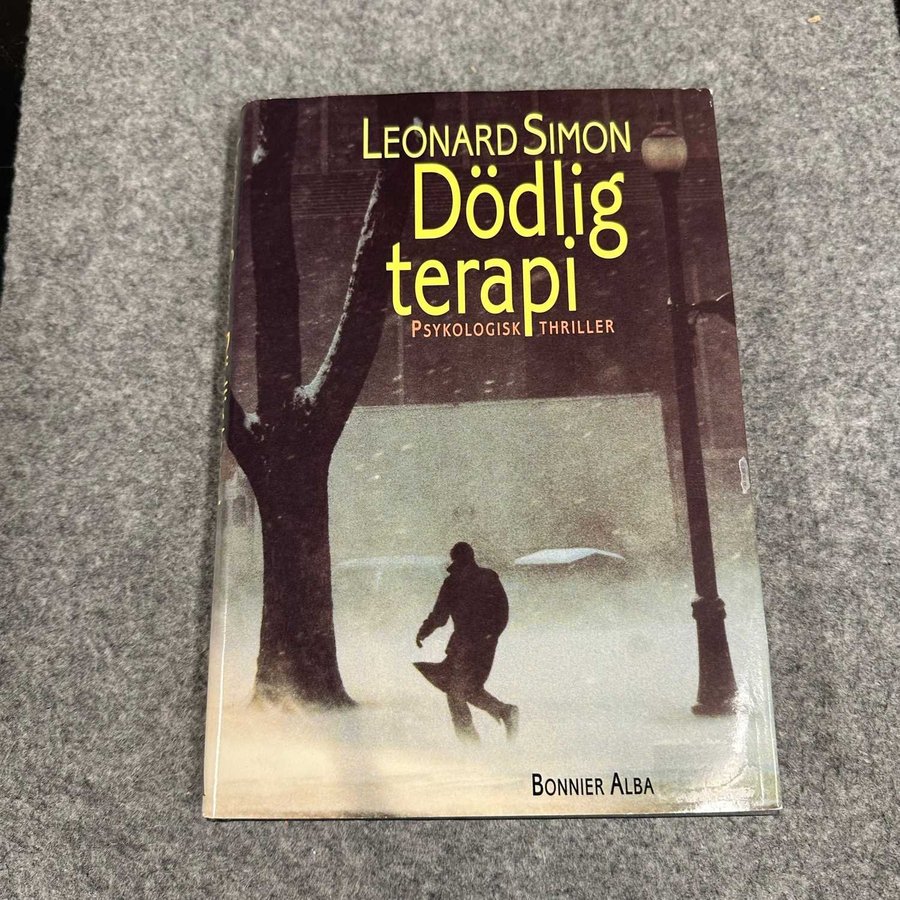 LEONARD SIMON
Dödlig
terapi
PSYKOLOGISK THRILLER
BONNIER ALBA